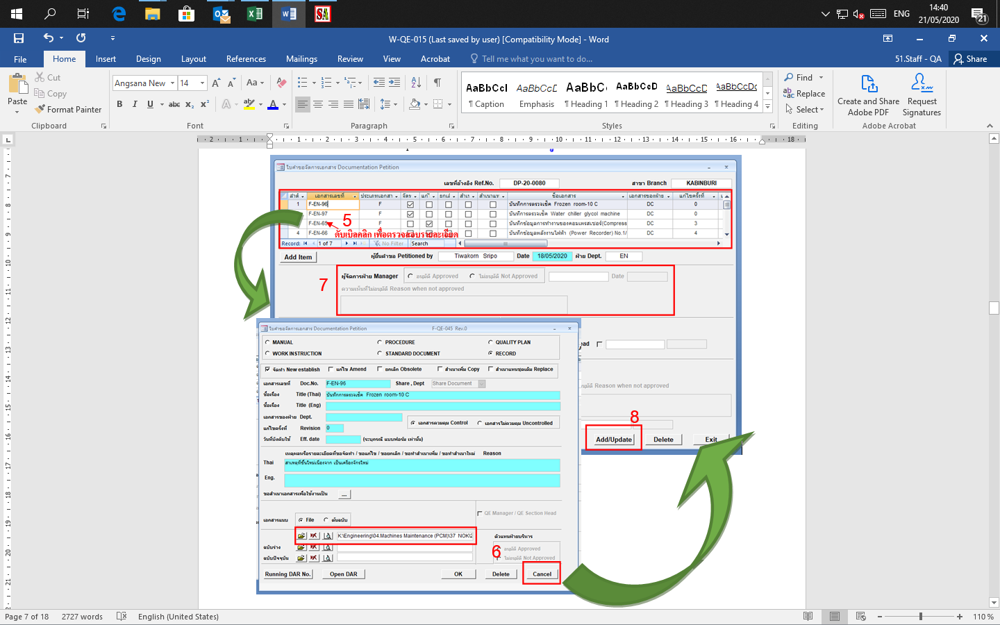 ENG
14:40
21/05/2020
21
W-QE-015 (Last saved by user) [Compatibility Mode] - Word
File Home Insert Design Layout References Mailings Review View Acrobat Tell me what you want to do... 51.Staff - QA Share
Paste
Cut
Copy
Format Painter
Angsana New 14
Aa
B I U abc x₂ x²
AaBbCcI AaBbCcDc AaBbCc AaBbCcD AaBbCcDc AaBbCcDc
¶ Caption Emphasis ¶ Heading 1 ¶ Heading 2 ¶ Heading 3 ¶ Heading 4
Find
Replace
Select
Create and Share Adobe PDF
Request Signatures
Clipboard Font Paragraph Styles Editing Adobe Acrobat
2 1 1 2 3 4 5 6 7 8 9 10 11 12 13 14 15 16 18
ใบคำขอจัดการเอกสาร Documentation Petition
เลขที่อ้างอิง Ref.No. DP-20-0080 สาขา Branch KABINBURI
ลำดั เอกสารเลขที่ ประเภทเอกสา จัดร แก้ไ ยกเ สำเ สำเนาแท ชื่อเอกสาร เอกสารของฝ่าย แก้ไขครั้งที่
1 F-EN-96 F บันทึกการตรวจเช็ค Frozen room-10 C DC 0
F-EN-97 F บันทึกการตรวจเช็ค Water chiller glycol machine DC 0
F-EN-65 F บันทึกข้อมูลการทำงานของคอมเพรสเซอร์(Compress DC 3
4 F-EN-66 F บันทึกข้อมูลพลังงานไฟฟ้า (Power Recorder) No.1/ DC 4
5
ดับเบิลคลิก เพื่อตรวจสอบรายละเอียด
Record: 1 of 7 No Filter Search
Add Item ผู้ยื่นคำขอ Petitioned by Tiwakorn Sripo Date 18/05/2020 ฝ่าย Dept. EN
7
ผู้จัดการฝ่าย Manager อนุมัติ Approved ไม่อนุมัติ Not Approved Date
ความเห็นที่ไม่อนุมัติ Reason when not approved
ead
Reason when not approved
8
Add/Update Delete Exit
ใบคำขอจัดการเอกสาร Documentation Petition F-QE-045 Rev.0
MANUAL PROCEDURE QUALITY PLAN
WORK INSTRUCTION STANDARD DOCUMENT RECORD
จัดทำ New establish แก้ไข Amend ยกเลิก Obsolete สำเนาเพิ่ม Copy สำเนาแทนชุดเดิม Replace
เอกสารเลขที่ Doc.No. F-EN-96 Share , Dept Share Document
ชื่อเรื่อง Title (Thai) บันทึกการตรวจเช็ค Frozen room-10 C
ชื่อเรื่อง Title (Eng)
เอกสารของฝ่าย Dept. เอกสารควบคุม Control เอกสารไม่ควบคุม Uncontrolled
แก้ไขครั้งที่ Revision 0
วันที่บังคับใช้ Eff. date (ระบุกรณี แบบฟอร์ม เท่านั้น)
เหตุผลหรือรายละเอียดที่ขอจัดทำ / ขอแก้ไข / ขอยกเลิก / ขอทำสำเนาเพิ่ม / ขอทำสำเนาใหม่ Reason
Thai สาเหตุที่ขึ้นใหม่เนื่องจาก เป็นเครื่องจักรใหม่
Eng.
ขอสำเนาเอกสารเพื่อใช้งานเป็น ....
QE Manager / QE Section Head
เอกสารแนบ File ต้นฉบับ
K:\Engineering\04.Machines Maintenance (PCM)\37 NOK\2 ตัวแทนฝ่ายบริหาร
ฉบับร่าง อนุมัติ Approved
6
ฉบับปัจจุบัน ไม่อนุมัติ Not Approved
Running DAR No. Open DAR OK Delete Cancel
Page 7 of 18 2727 words English (United States) 110 %